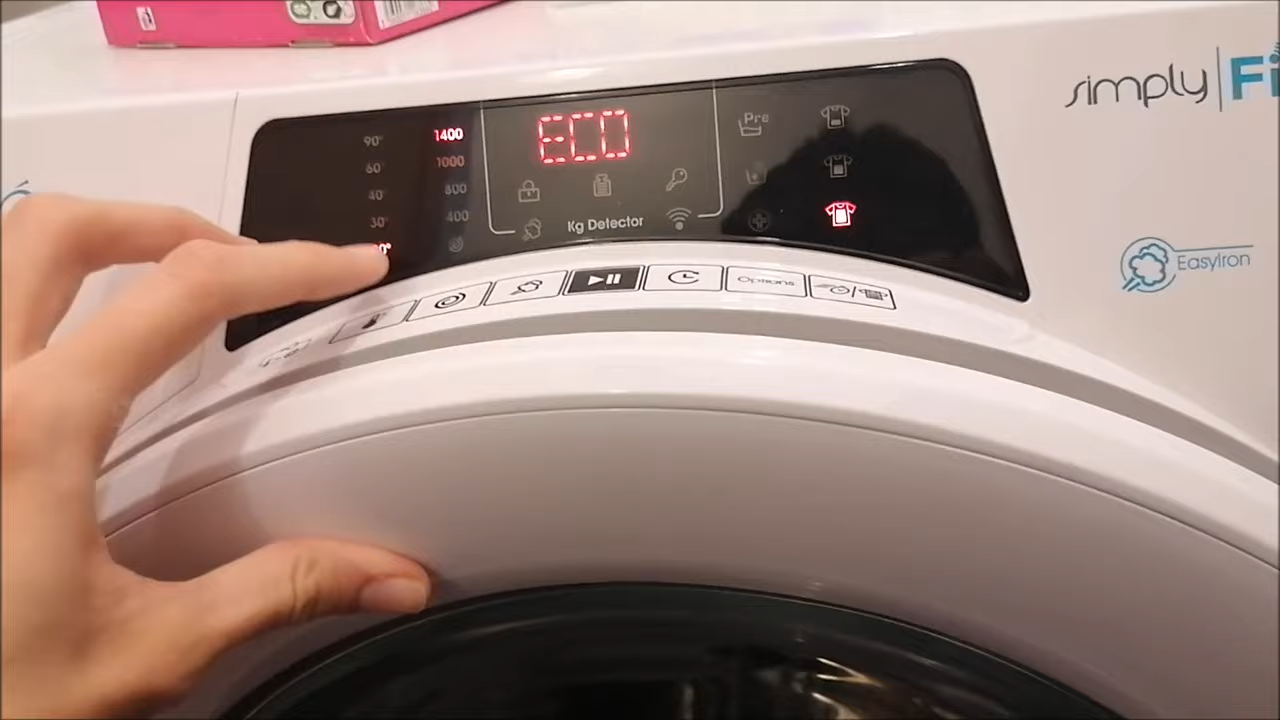 simply Fi
90°
60°
40°
30°
1400
1000
800
400
ECO
Kg Detector
Pre
EasyIron
Options